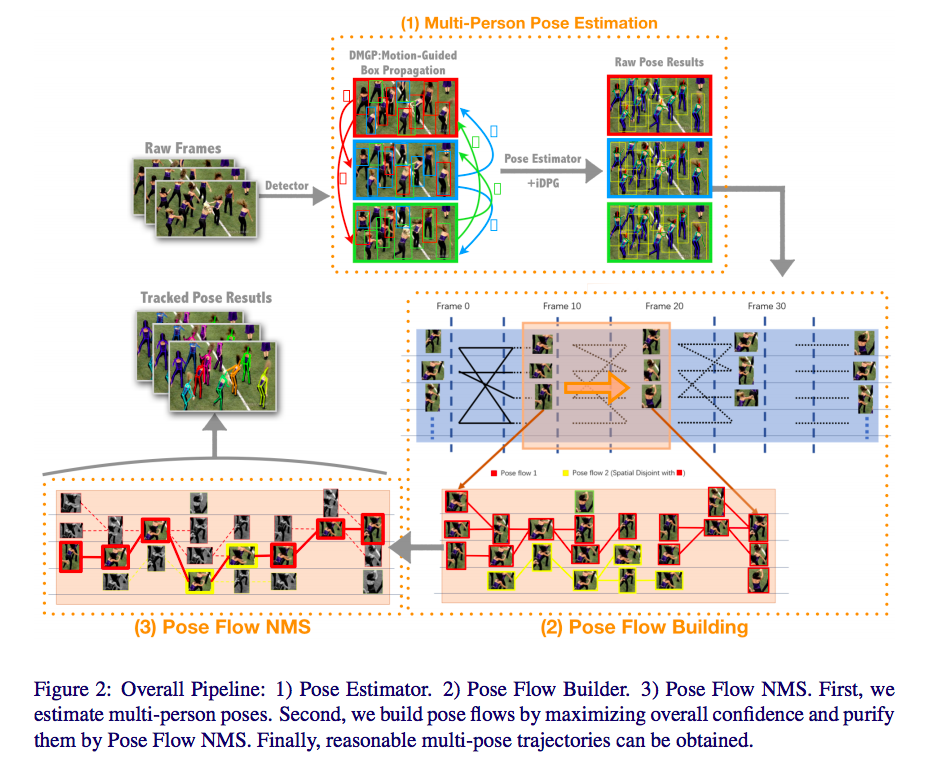 (1) Multi-Person Pose Estimation
DMGP:Motion-Guided
Box Propagation
Raw Pose Results
Raw Frames
Detector
Pose Estimator
+iDPG
Tracked Pose Resutls
Frame 0
Frame 10
Frame 20
Frame 30
Pose flow 1
Pose flow 2 (Spatial Disjoint with )
(3) Pose Flow NMS
(2) Pose Flow Building
Figure 2: Overall Pipeline: 1) Pose Estimator. 2) Pose Flow Builder. 3) Pose Flow NMS. First, we
estimate multi-person poses. Second, we build pose flows by maximizing overall confidence and purify
them by Pose Flow NMS. Finally, reasonable multi-pose trajectories can be obtained.